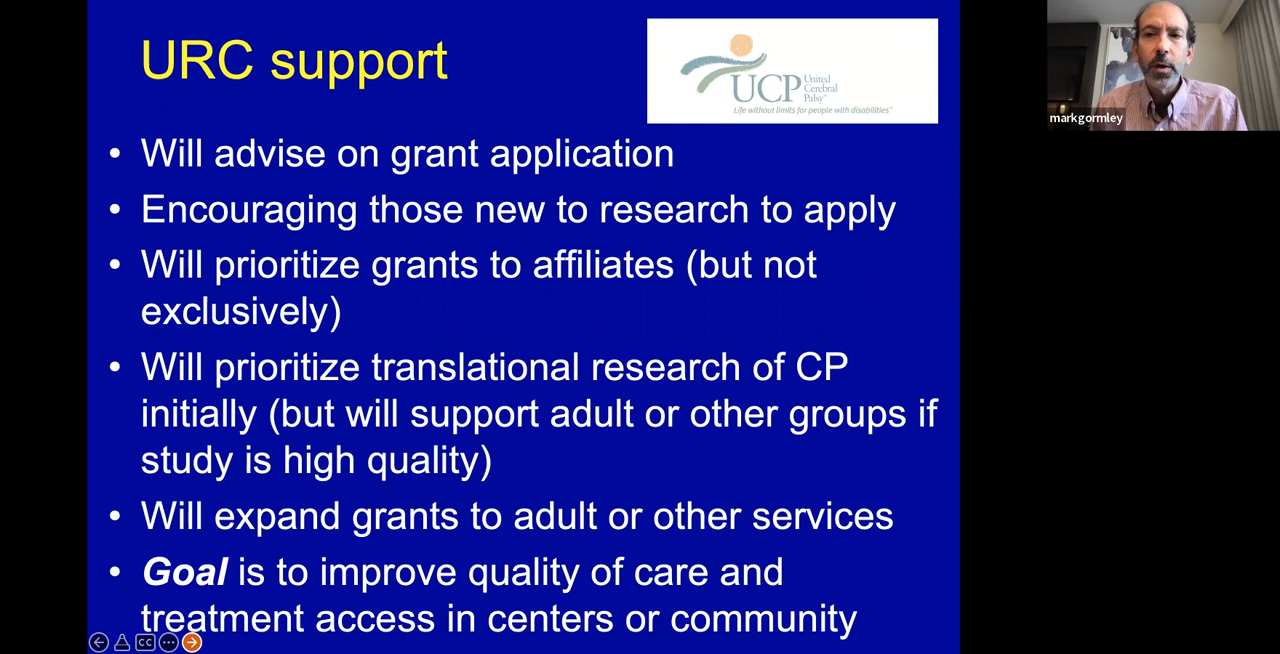 URC support
UCP United
Cerebral
Palsy™
Life without limits for people with disabilities™
markgormley
• Will advise on grant application
• Encouraging those new to research to apply
• Will prioritize grants to affiliates (but not
exclusively)
• Will prioritize translational research of CP
initially (but will support adult or other groups if
study is high quality)
• Will expand grants to adult or other services
• Goal is to improve quality of care and
treatment access in centers or community
CC